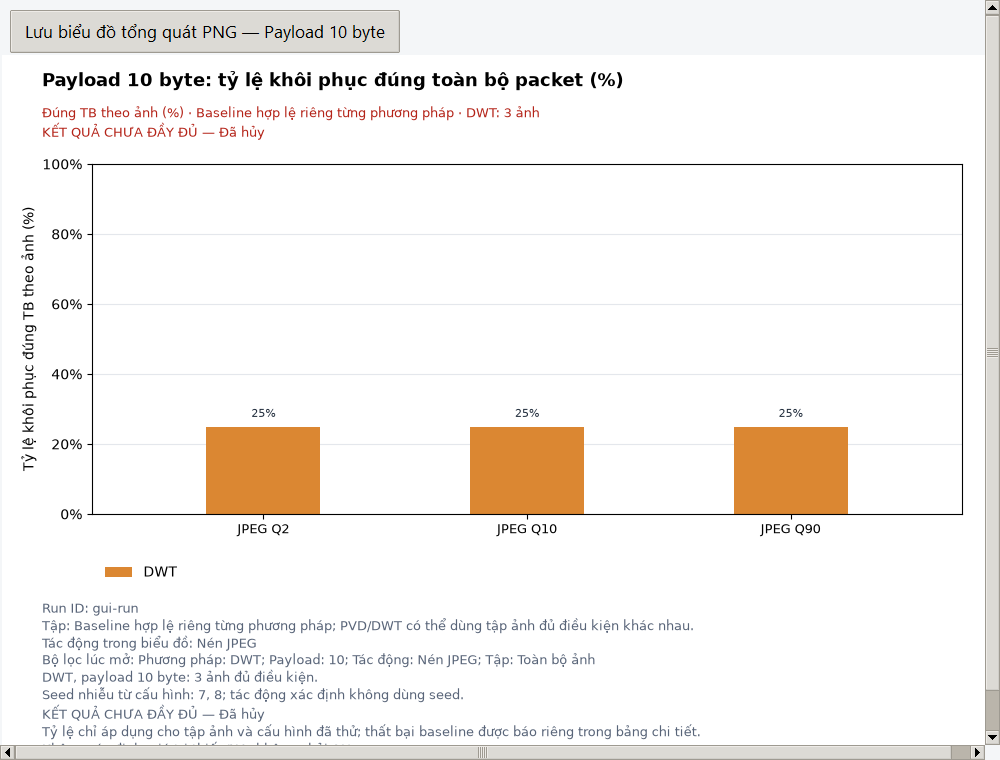 Lưu biểu đồ tổng quát PNG — Payload 10 byte
Payload 10 byte: tỷ lệ khôi phục đúng toàn bộ packet (%)
Đúng TB theo ảnh (%) · Baseline hợp lệ riêng từng phương pháp · DWT: 3 ảnh
KẾT QUẢ CHƯA ĐẦY ĐỦ — Đã hủy
Tỷ lệ khôi phục đúng TB theo ảnh (%)
100%
80%
60%
40%
20%
0%
25%
25%
25%
JPEG Q2
JPEG Q10
JPEG Q90
DWT
Run ID: gui-run
Tập: Baseline hợp lệ riêng từng phương pháp; PVD/DWT có thể dùng tập ảnh đủ điều kiện khác nhau.
Tác động trong biểu đồ: Nén JPEG
Bộ lọc lúc mở: Phương pháp: DWT; Payload: 10; Tác động: Nén JPEG; Tập: Toàn bộ ảnh
DWT, payload 10 byte: 3 ảnh đủ điều kiện.
Seed nhiễu từ cấu hình: 7, 8; tác động xác định không dùng seed.
KẾT QUẢ CHƯA ĐẦY ĐỦ — Đã hủy
Tỷ lệ chỉ áp dụng cho tập ảnh và cấu hình đã thử; thất bại baseline được báo riêng trong bảng chi tiết.